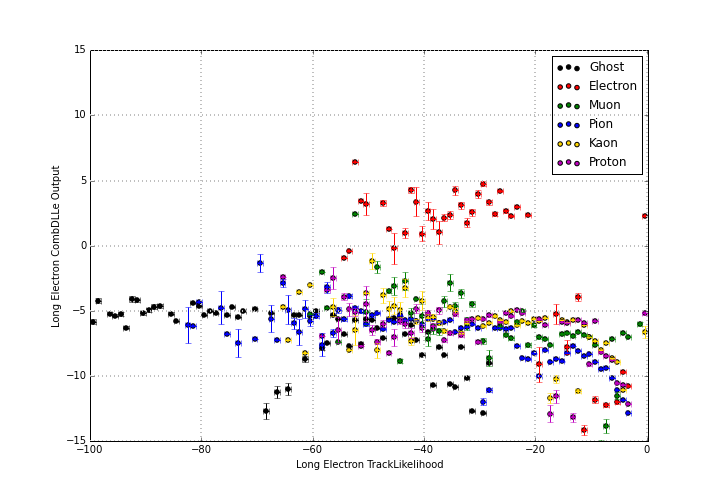 15
10
5
0
−5
−10
−15
−100
−80
−60
−40
−20
0
Long Electron CombDLLe Output
Long Electron TrackLikelihood
Ghost
Electron
Muon
Pion
Kaon
Proton